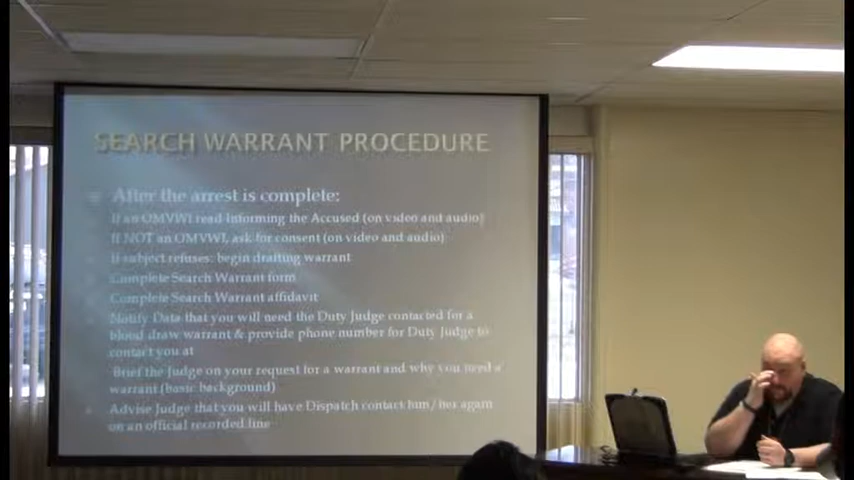 SEARCH WARRANT PROCEDURE
After the arrest is complete:
If an OMVWI read Informing the Accused (on video and audio)
If NOT an OMVWI, ask for consent (on video and audio)
If subject refuses: begin drafting warrant
Complete Search Warrant form
Complete Search Warrant affidavit
Notify Data that you will need the Duty Judge contacted for a
blood draw warrant & provide phone number for Duty Judge to
contact you at
Brief the Judge on your request for a warrant and why you need a
warrant (basic background)
Advise Judge that you will have Dispatch contact him/her again
on an official recorded line